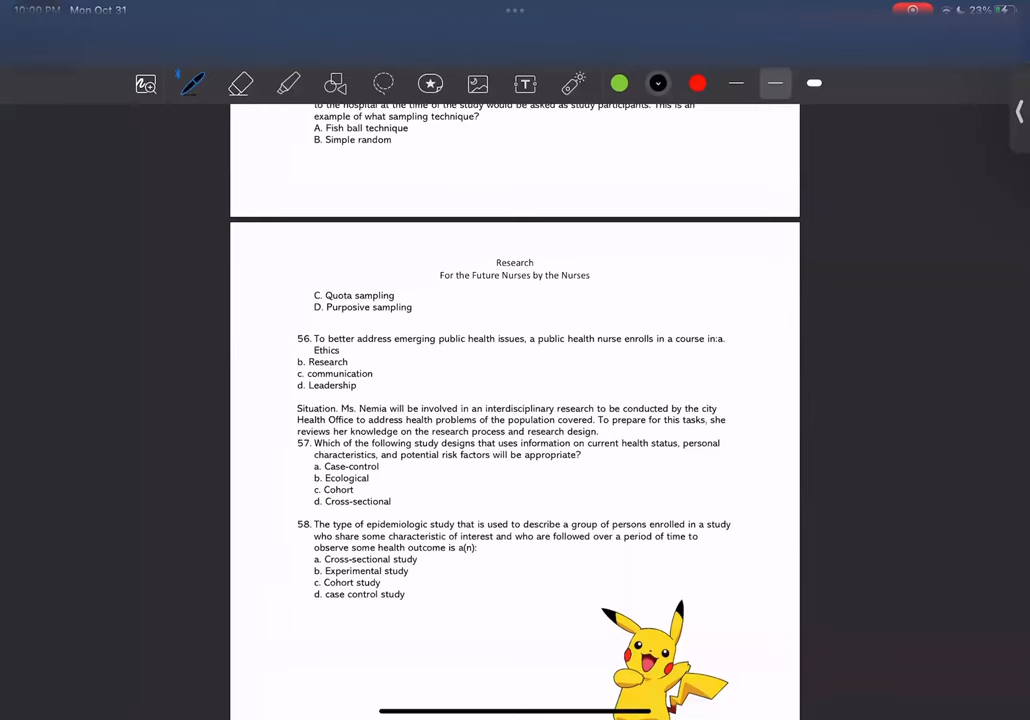 10:00 PM Mon Oct 31
23%
T
to the hospital at the time of the study would be asked as study participants. This is an
example of what sampling technique?
A. Fish ball technique
B. Simple random
Research
For the Future Nurses by the Nurses
C. Quota sampling
D. Purposive sampling
56. To better address emerging public health issues, a public health nurse enrolls in a course in:a.
Ethics
b. Research
c. communication
d. Leadership
Situation. Ms. Nemia will be involved in an interdisciplinary research to be conducted by the city
Health Office to address health problems of the population covered. To prepare for this tasks, she
reviews her knowledge on the research process and research design.
57. Which of the following study designs that uses information on current health status, personal
characteristics, and potential risk factors will be appropriate?
a. Case-control
b. Ecological
c. Cohort
d. Cross-sectional
58. The type of epidemiologic study that is used to describe a group of persons enrolled in a study
who share some characteristic of interest and who are followed over a period of time to
observe some health outcome is a(n):
a. Cross-sectional study
b. Experimental study
c. Cohort study
d. case control study